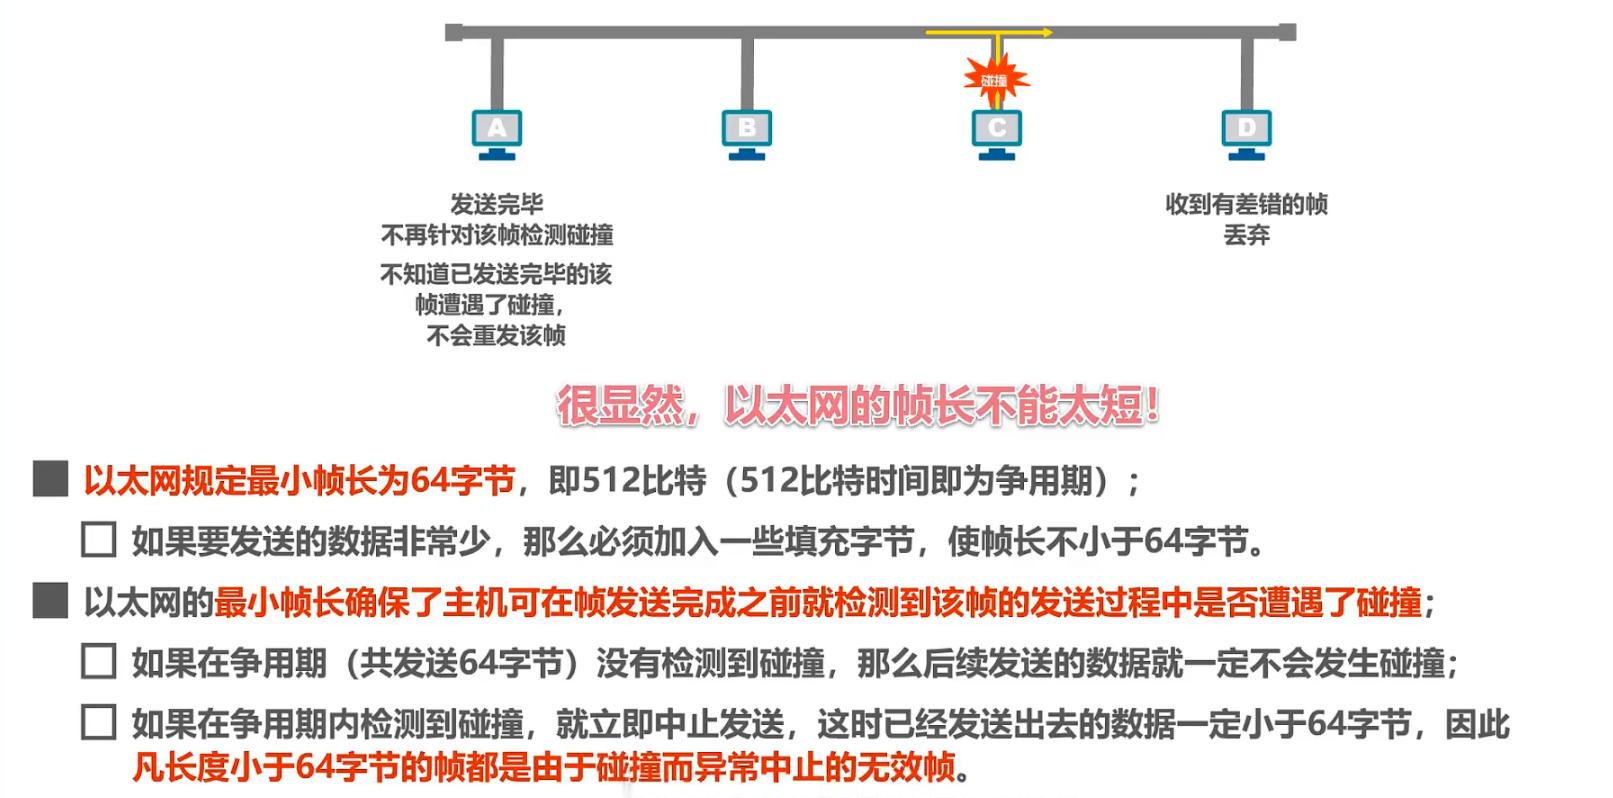 碰撞
A
B
C
D
发送完毕
不再针对该帧检测碰撞
不知道已发送完毕的该
帧遭遇了碰撞，
不会重发该帧
收到有差错的帧
丢弃
很显然，以太网的帧长不能太短！
以太网规定最小帧长为64字节，即512比特（512比特时间即为争用期）；
如果要发送的数据非常少，那么必须加入一些填充字节，使帧长不小于64字节。
以太网的最小帧长确保了主机可在帧发送完成之前就检测到该帧的发送过程中是否遭遇了碰撞；
如果在争用期（共发送64字节）没有检测到碰撞，那么后续发送的数据就一定不会发生碰撞；
如果在争用期内检测到碰撞，就立即中止发送，这时已经发送出去的数据一定小于64字节，因此
凡长度小于64字节的帧都是由于碰撞而异常中止的无效帧。